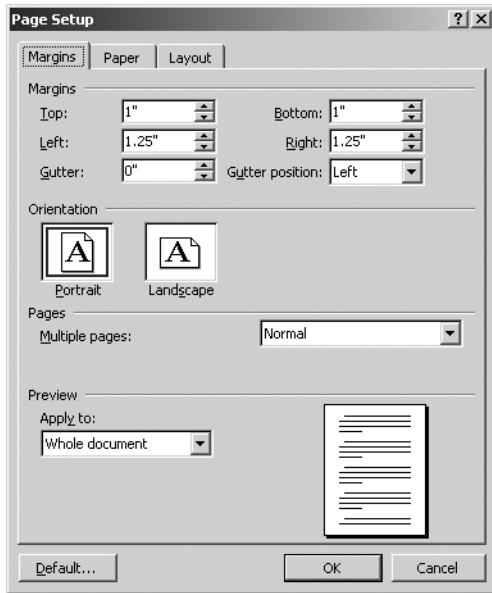 Page Setup ? X
Margins Paper Layout
Margins
Top: 1" Bottom: 1"
Left: 1.25" Right: 1.25"
Gutter: 0" Gutter position: Left
Orientation
A A
Portrait Landscape
Pages
Multiple pages: Normal
Preview
Apply to:
Whole document
Default... OK Cancel